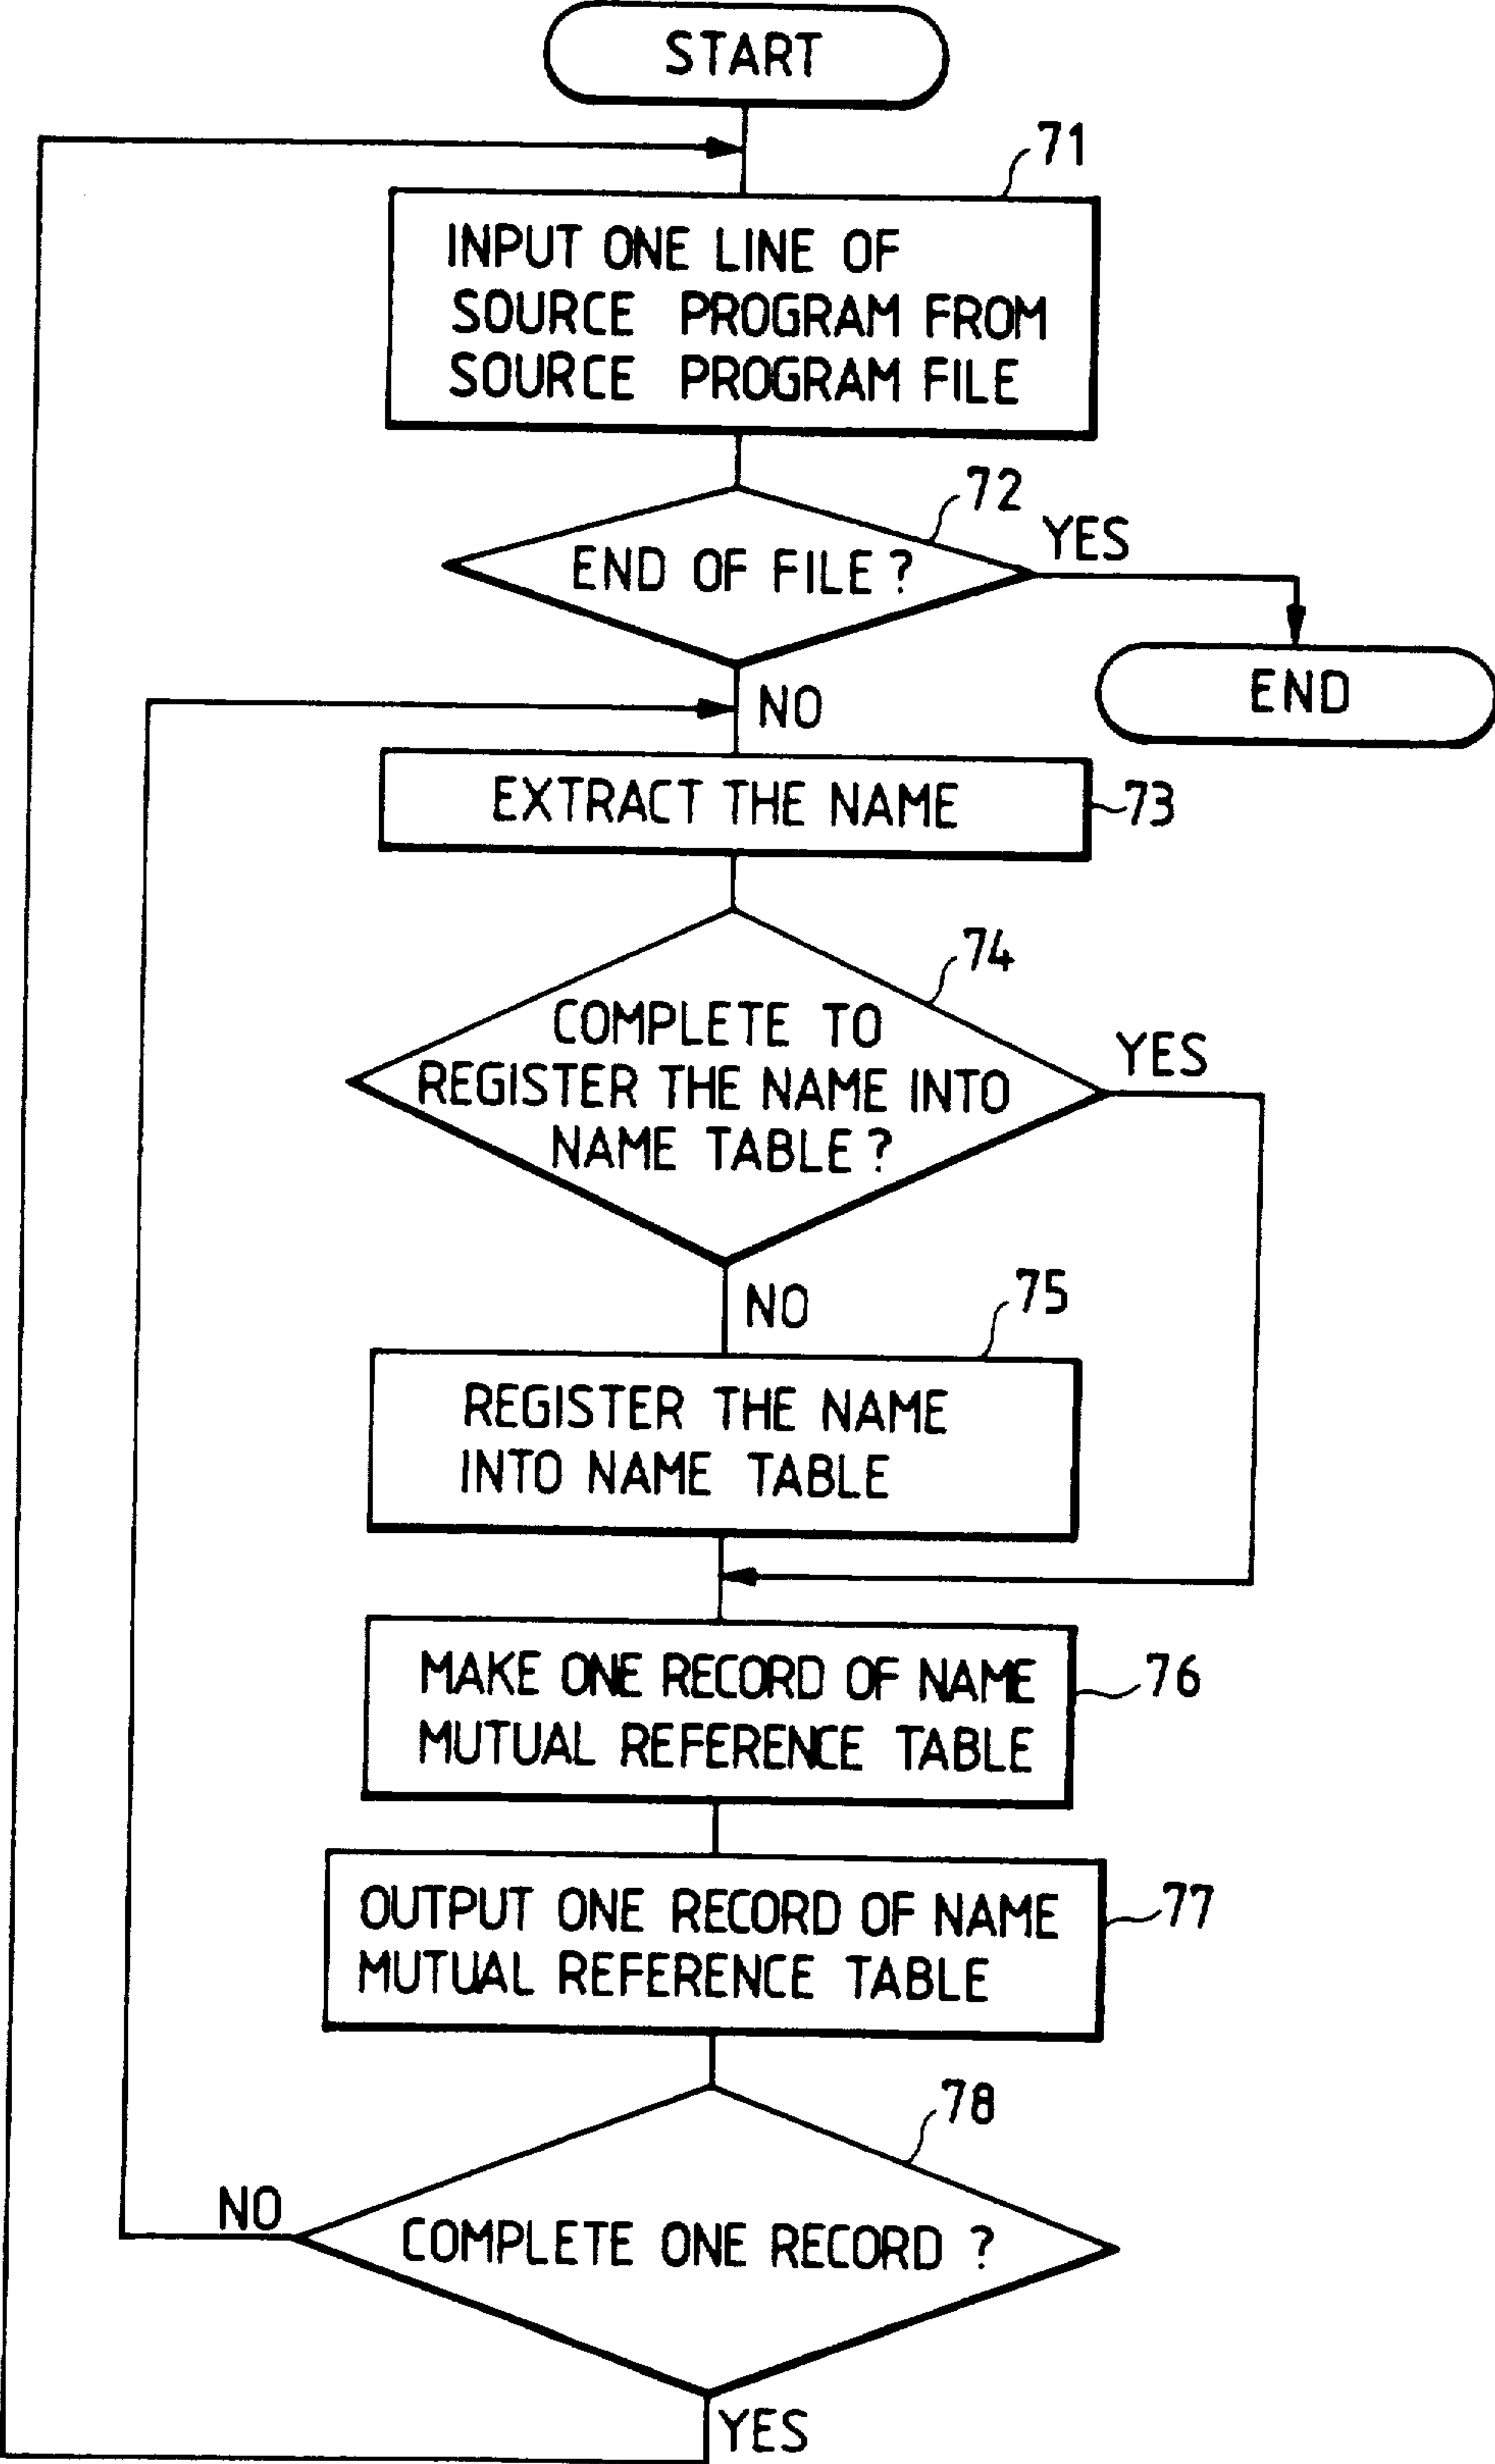 START
71
INPUT ONE LINE OF
SOURCE PROGRAM FROM
SOURCE PROGRAM FILE
72
END OF FILE ?
YES
END
NO
EXTRACT THE NAME
73
74
COMPLETE TO
REGISTER THE NAME INTO
NAME TABLE ?
YES
NO
75
REGISTER THE NAME
INTO NAME TABLE
MAKE ONE RECORD OF NAME
MUTUAL REFERENCE TABLE
76
OUTPUT ONE RECORD OF NAME
MUTUAL REFERENCE TABLE
77
78
NO
COMPLETE ONE RECORD ?
YES